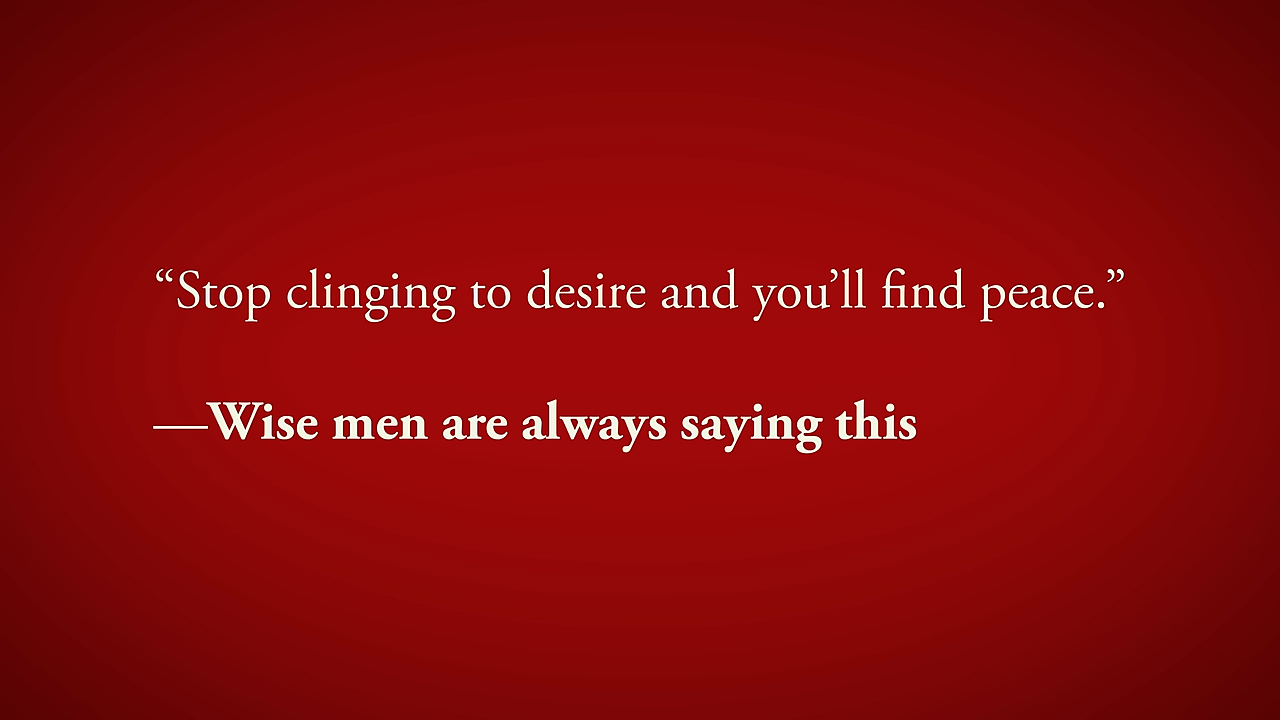 “Stop clinging to desire and you’ll find peace.”
—Wise men are always saying this